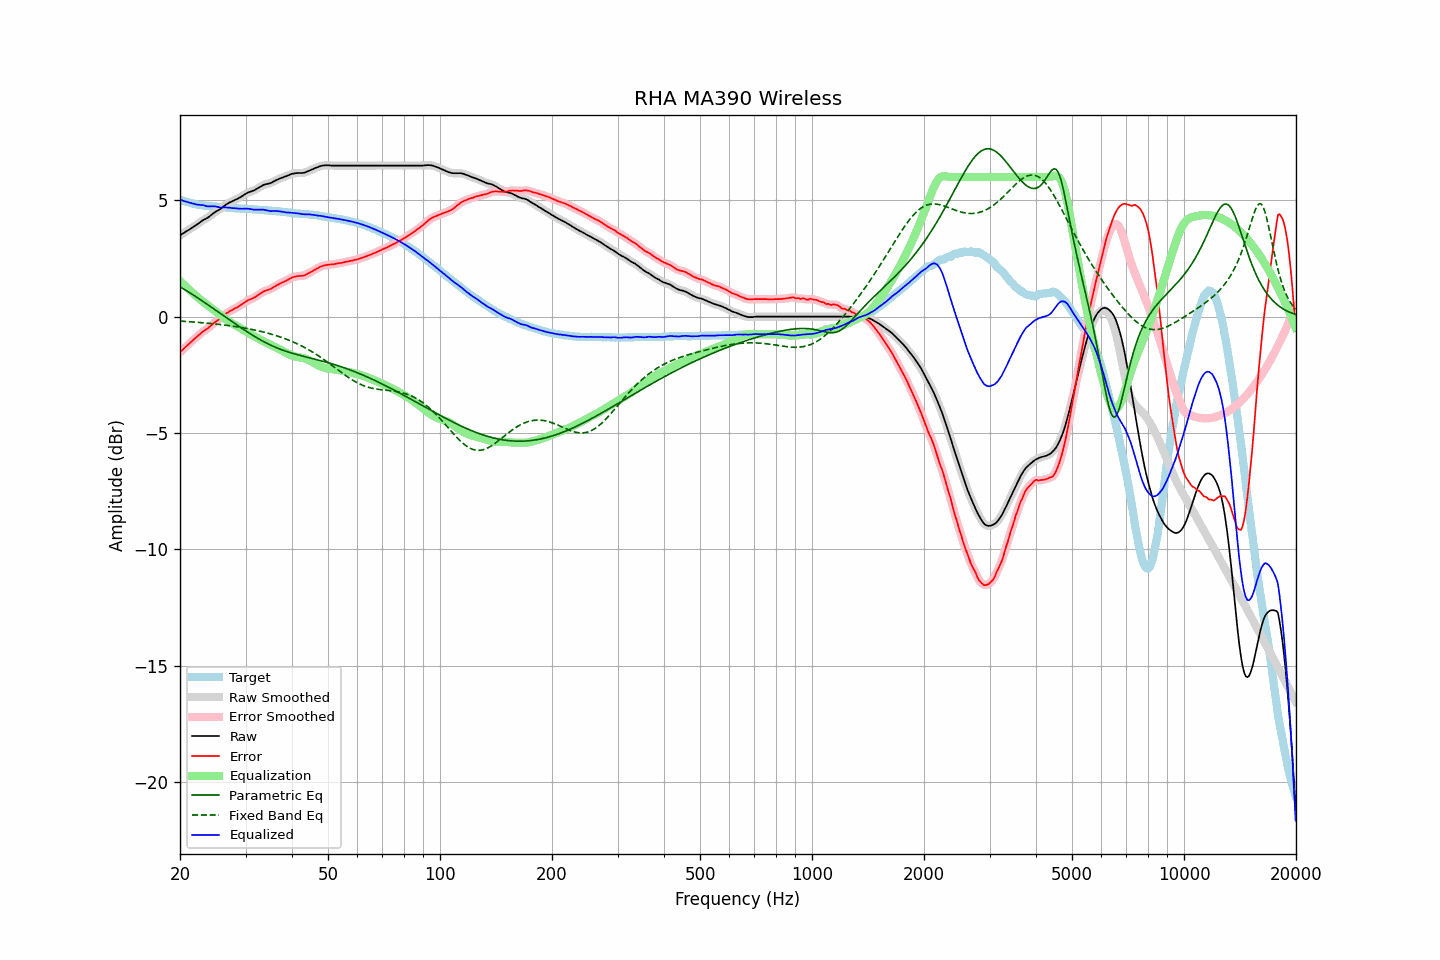 RHA MA390 Wireless
Amplitude (dBr)
5
0
−5
−10
−15
−20
Target
Raw Smoothed
Error Smoothed
Raw
Error
Equalization
Parametric Eq
Fixed Band Eq
Equalized
20 50 100 200 500 1000 2000 5000 10000 20000
Frequency (Hz)